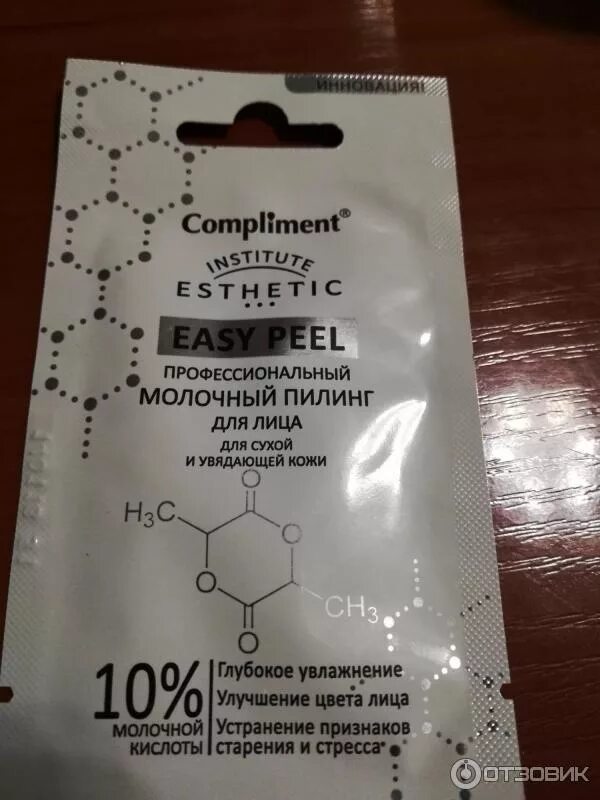 ИННОВАЦИЯ!
Compliment®
INSTITUTE
ESTHETIC
EASY PEEL
ПРОФЕССИОНАЛЬНЫЙ
МОЛОЧНЫЙ ПИЛИНГ
ДЛЯ ЛИЦА
ДЛЯ СУХОЙ
И УВЯДАЮЩЕЙ КОЖИ
O
H₃C
O
O
CH₃
O
10%
МОЛОЧНОЙ
КИСЛОТЫ
Глубокое увлажнение
Улучшение цвета лица
Устранение признаков
старения и стресса
ОТЗОВИК